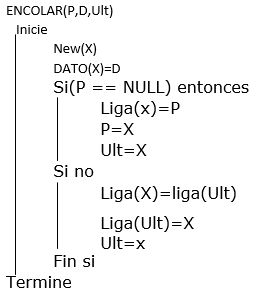 ENCOLAR(P,D,Ult)
Inicie
New(X)
DATO(X)=D
Si(P == NULL) entonces
Liga(x)=P
P=X
Ult=X
Si no
Liga(X)=liga(Ult)
Liga(Ult)=X
Ult=x
Fin si
Termine